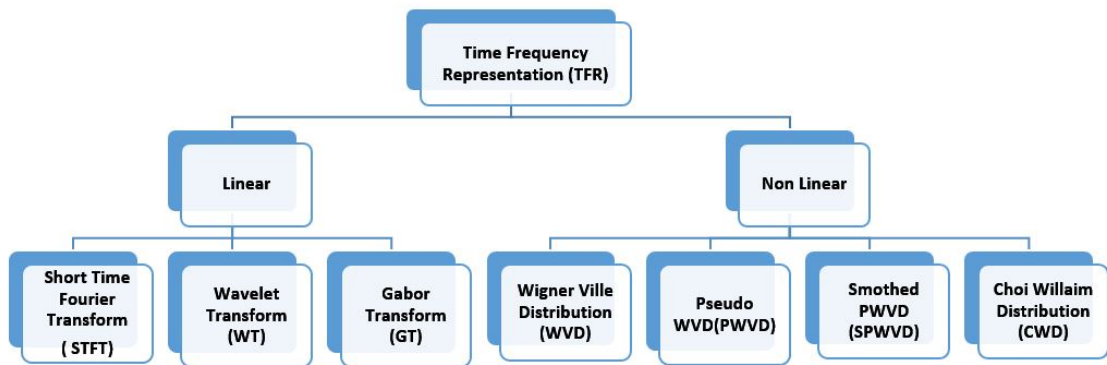 Time Frequency
Representation (TFR)
Linear
Non Linear
Short Time
Fourier
Transform
( STFT)
Wavelet
Transform
(WT)
Gabor
Transform
(GT)
Wigner Ville
Distribution
(WVD)
Pseudo
WVD(PWVD)
Smothed
PWVD
(SPWVD)
Choi Willaim
Distribution
(CWD)